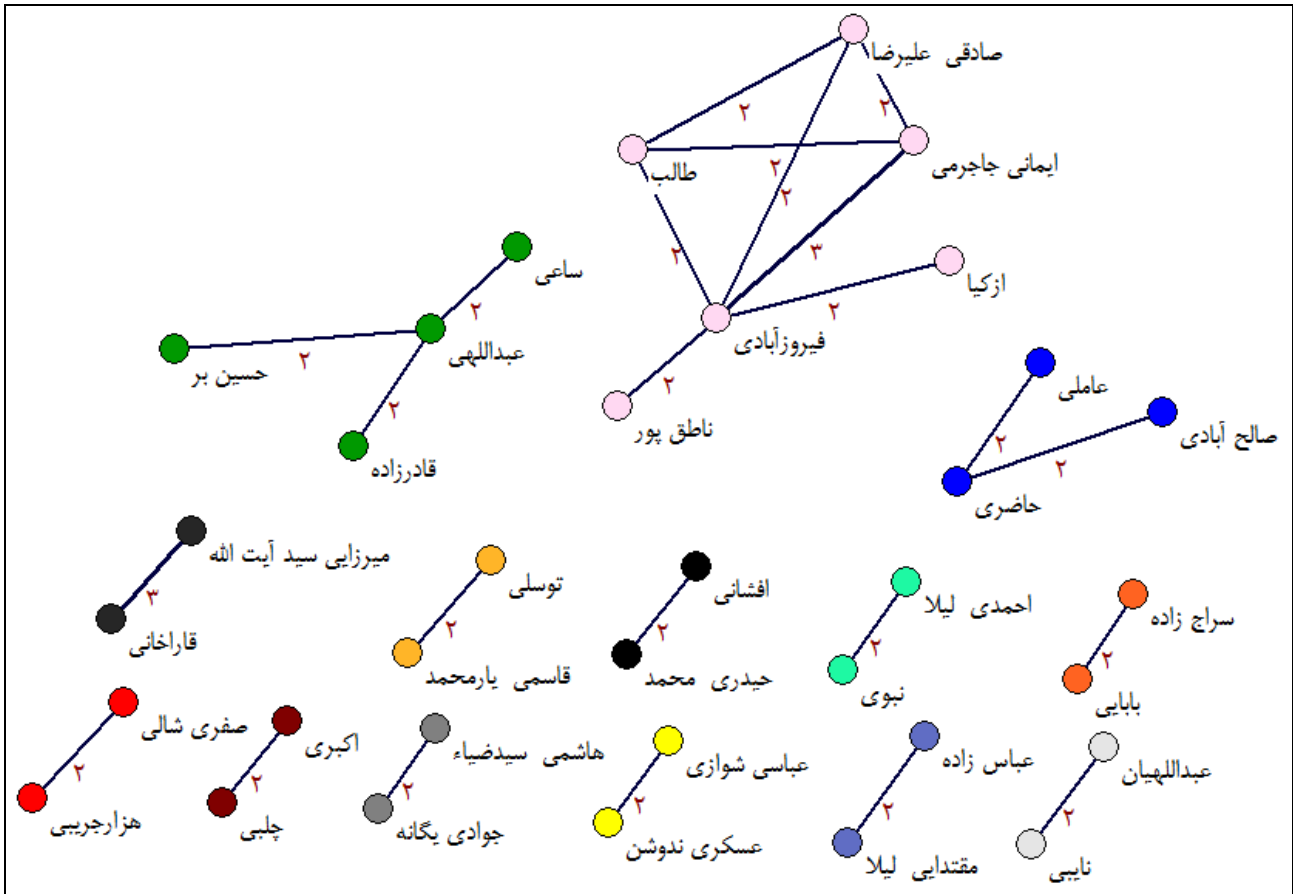 صادقی علیرضا
۲
۲
ایمانی جاجرمی
طالب
۲
۲
۲
۳
ازکیا
۲
فیروزآبادی
۲
ناطق پور
ساعی
۲
عبداللهی
حسین بر
۲
۲
قادرزاده
عاملی
صالح آبادی
۲
۲
حاضری
میرزایی سید آیت الله
۳
قاراخانی
توسلی
۲
قاسمی یارمحمد
افشانی
۲
حیدری محمد
احمدی لیلا
۲
نبوی
سراج زاده
۲
بابایی
صفری شالی
۲
هزارجریبی
اکبری
۲
چلبی
هاشمی سیدضیاء
۲
جوادی یگانه
عباسی شوازی
۲
عسکری ندوشن
عباس زاده
۲
مقتدایی لیلا
عبداللهیان
۲
نایبی